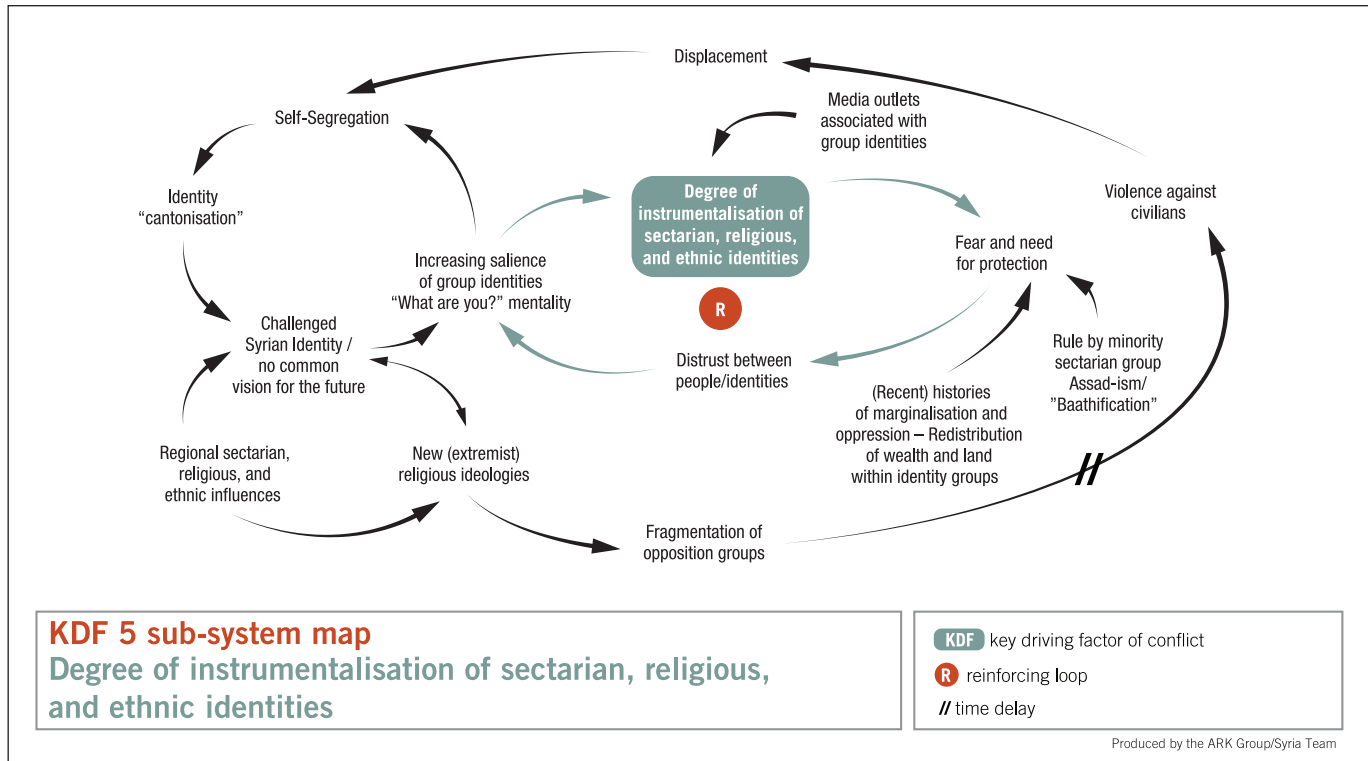 Displacement
Media outlets
associated with
group identities
Self-Segregation
Degree of
instrumentalisation of
sectarian, religious,
and ethnic identities
Violence against
civilians
Identity
“cantonisation”
Fear and need
for protection
Increasing salience
of group identities
“What are you?” mentality
R
Challenged
Syrian Identity /
no common
vision for the future
Distrust between
people/identities
Rule by minority
sectarian group
Assad-ism/
”Baathification”
(Recent) histories
of marginalisation and
oppression – Redistribution
of wealth and land
within identity groups
Regional sectarian,
religious, and
ethnic influences
New (extremist)
religious ideologies
//
Fragmentation of
opposition groups
KDF 5 sub-system map
Degree of instrumentalisation of sectarian, religious,
and ethnic identities
KDF key driving factor of conflict
R reinforcing loop
// time delay
Produced by the ARK Group/Syria Team